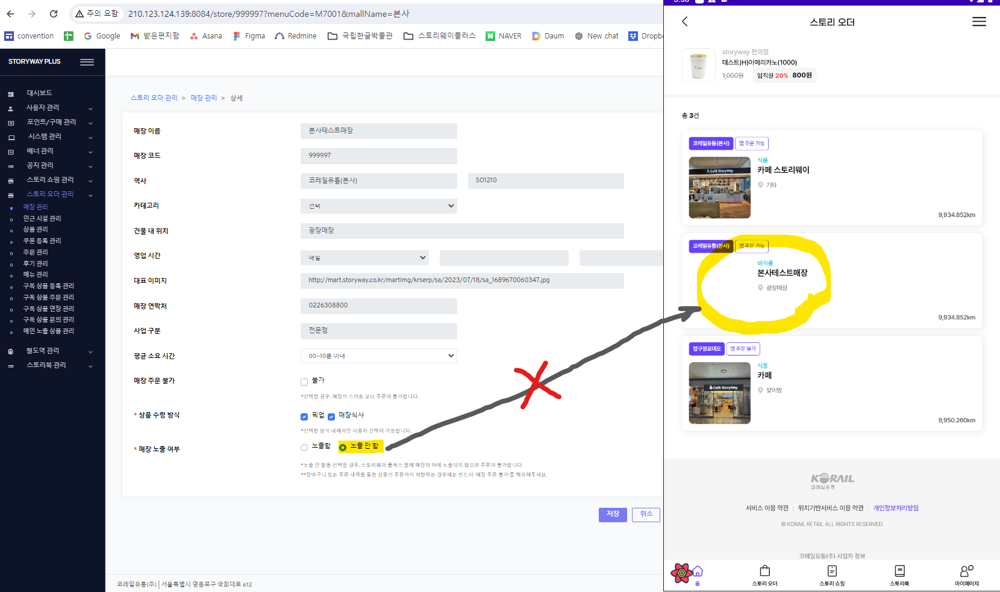 주의 요함
210.123.124.139:8084/store/999997?menuCode=M7001&mallName=본사
convention
Google
받은편지함
Asana
Figma
Redmine
국립한글박물관
스토리웨이플러스
NAVER
Daum
New chat
STORYWAY PLUS
대시보드
사용자 관리
포인트/구매 관리
시스템 관리
배너 관리
공지 관리
스토리 쇼핑 관리
스토리 오더 관리
매장 관리
인근 시설 관리
상품 관리
쿠폰 등록 관리
주문 관리
후기 관리
메뉴 관리
구독 상품 등록 관리
구독 상품 주문 관리
구독 상품 연장 관리
구독 상품 문의 관리
메인 노출 상품 관리
철도역 관리
스토리북 관리
스토리 오더 관리 > 매장 관리 > 상세
매장 이름
본사테스트매장
매장 코드
999997
역사
코레일유통(본사)
S01210
카테고리
선택
건물 내 위치
광장매장
영업 시간
매일
대표 이미지
http://mart.storyway.co.kr/martImg/krserp/sa/2023/07/18/sa_1689670060347.jpg
매장 연락처
0226308800
사업 구분
전문점
평균 소요 시간
00~10분 이내
매장 주문 불가
불가
*선택할 경우, 매장의 스마트 오더 주문이 불가합니다.
* 상품 수령 방식
픽업
매장식사
*선택한 방식 내에서만 사용자 선택이 가능합니다.
* 매장 노출 여부
노출함
노출 안 함
*노출 안 함을 선택할 경우, 스토리웨이 플러스 앱에 매장이 아예 노출되지 않으며 주문이 불가합니다.
**장바구니 또는 주문 내역을 통한 상품의 주문까지 제한하는 경우에는 반드시 '매장 주문 불가'를 체크해주세요.
저장
취소
코레일유통(주) | 서울특별시 영등포구 국회대로 612
스토리 오더
storyway 편의점
테스트)H)아메리카노(1000)
1,000원
임직원 20% 800원
총 3건
코레일유통(본사)
앱 주문 가능
식품
카페 스토리웨이
기타
9,934.852km
코레일유통(본사)
앱 주문 가능
비식품
본사테스트매장
광장매장
9,934.852km
압구정로데오
앱 주문 불가
식품
카페
맞이방
9,950.260km
Café StoryWay
Café StoryWay
KORAIL
코레일유통
서비스 이용 약관 | 위치기반서비스 이용 약관 | 개인정보처리방침
© KORAIL RETAIL ALL RIGHTS RESERVED.
코레일유통(주) 사업자 정보
홈
스토리 오더
스토리 쇼핑
스토리북
마이페이지